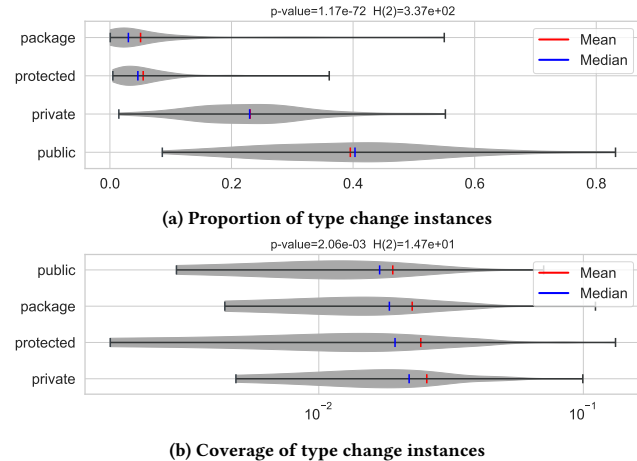 p-value=1.17e-72 H(2)=3.37e+02
package
protected
private
public
Mean
Median
0.0 0.2 0.4 0.6 0.8
(a) Proportion of type change instances
p-value=2.06e-03 H(2)=1.47e+01
public
package
protected
private
Mean
Median
10⁻² 10⁻¹
(b) Coverage of type change instances